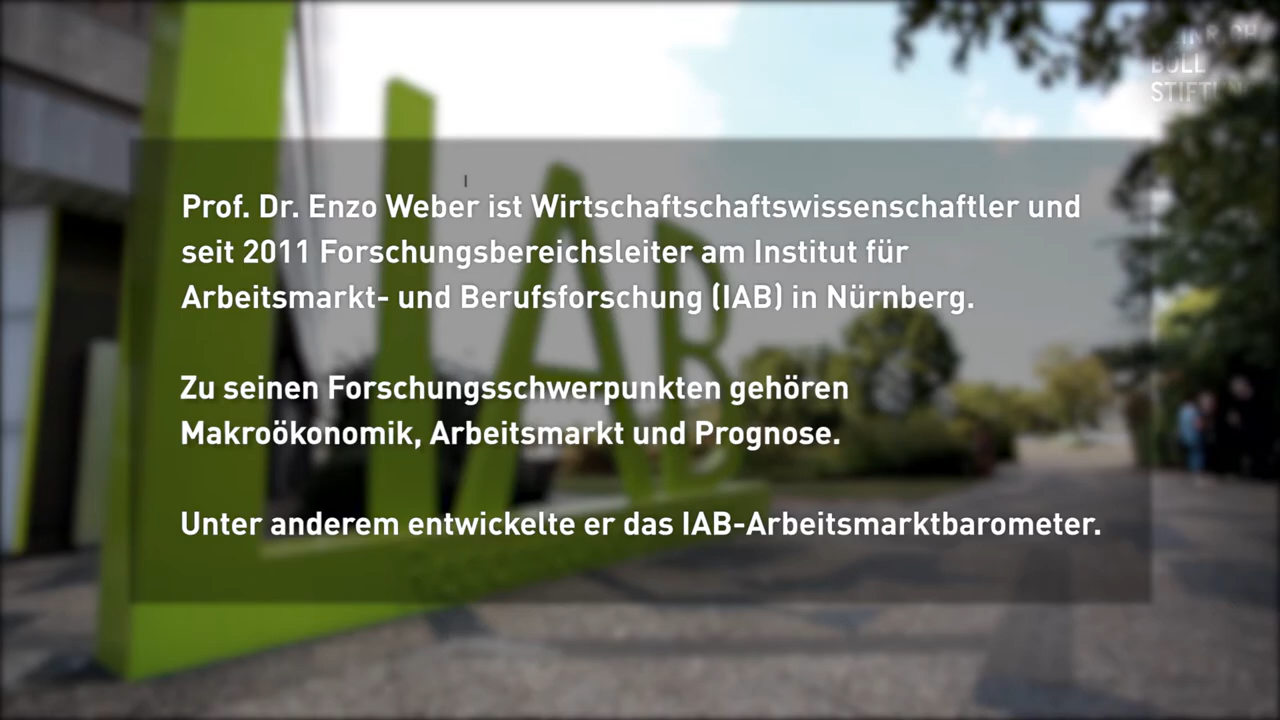 BÖLL
Prof. Dr. Enzo Weber ist Wirtschaftschaftswissenschaftler und
seit 2011 Forschungsbereichsleiter am Institut für
Arbeitsmarkt- und Berufsforschung (IAB) in Nürnberg.
Zu seinen Forschungsschwerpunkten gehören
Makroökonomik, Arbeitsmarkt und Prognose.
Unter anderem entwickelte er das IAB-Arbeitsmarktbarometer.
IAB